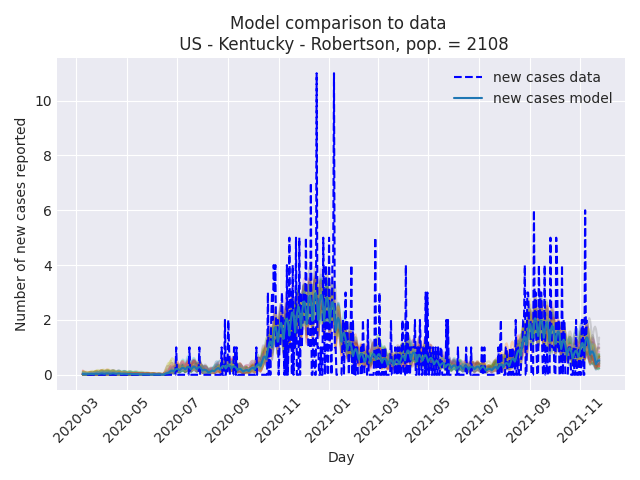 Model comparison to data
US - Kentucky - Robertson, pop. = 2108
new cases data
new cases model
Number of new cases reported
10
8
6
4
2
0
2020-03
2020-05
2020-07
2020-09
2020-11
2021-01
2021-03
2021-05
2021-07
2021-09
2021-11
Day